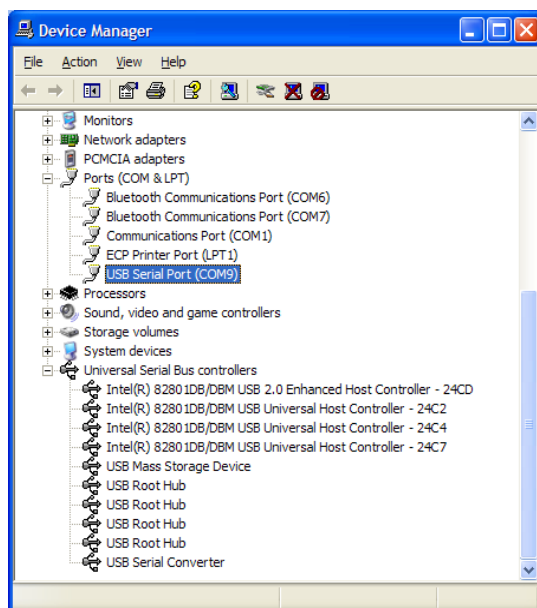 Device Manager
File Action View Help
Monitors
Network adapters
PCMCIA adapters
Ports (COM & LPT)
Bluetooth Communications Port (COM6)
Bluetooth Communications Port (COM7)
Communications Port (COM1)
ECP Printer Port (LPT1)
USB Serial Port (COM9)
Processors
Sound, video and game controllers
Storage volumes
System devices
Universal Serial Bus controllers
Intel(R) 82801DB/DBM USB 2.0 Enhanced Host Controller - 24CD
Intel(R) 82801DB/DBM USB Universal Host Controller - 24C2
Intel(R) 82801DB/DBM USB Universal Host Controller - 24C4
Intel(R) 82801DB/DBM USB Universal Host Controller - 24C7
USB Mass Storage Device
USB Root Hub
USB Root Hub
USB Root Hub
USB Root Hub
USB Serial Converter